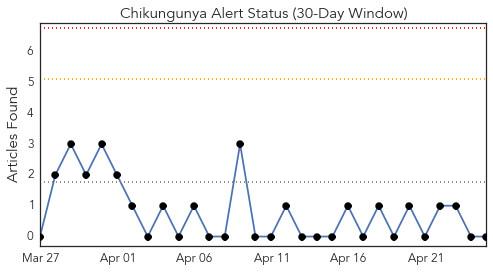 Chikungunya Alert Status (30-Day Window)
Articles Found
6
5
4
3
2
1
0
Mar 27 Apr 01 Apr 06 Apr 11 Apr 16 Apr 21